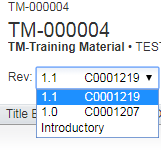 TM-000004
TM-000004
TM-Training Material • TEST
Rev: 1.1 C0001219
1.1 C0001219
1.0 C0001207
Introductory
Title